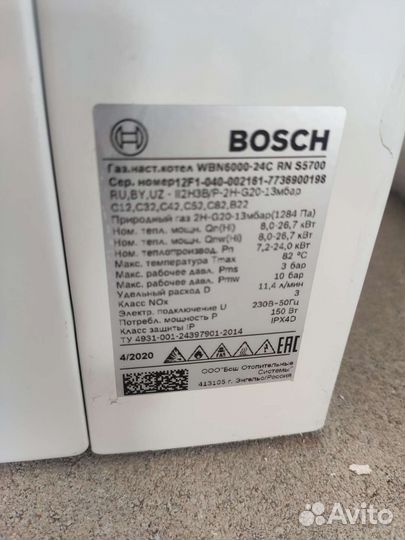 BOSCH
Газ.наст.котел WBN6000-24C RN S5700
Сер. номер12F1-040-002161-7736900198
RU,BY,UZ - II2H3B/P-2H-G20-13мбар
C12,C32,C42,C52,C82,B22
Природный газ 2H-G20-13мбар(1284 Па)
Ном. тепл. мощн. Qn(Hi) 8,0-26,7 кВт
Ном. тепл. мощн. Qnw(Hi) 8,0-26,7 кВт
Ном. теплопроизвод. Pn 7,2-24,0 кВт
Макс. температура Tmax 82 °C
Макс. рабочее давл. Pms 3 бар
Макс. рабочее давл. Pmw 10 бар
Удельный расход D 11,4 л/мин
Класс NOx 3
Электр. подключение U 230В~50Гц
Потребл. мощность P 150 Вт
Класс защиты IP IPX4D
ТУ 4931-001-24397901-2014
4/2020
EAC
ООО"Бош Отопительные
Системы"
413105 г. Энгельс/Россия
Avito